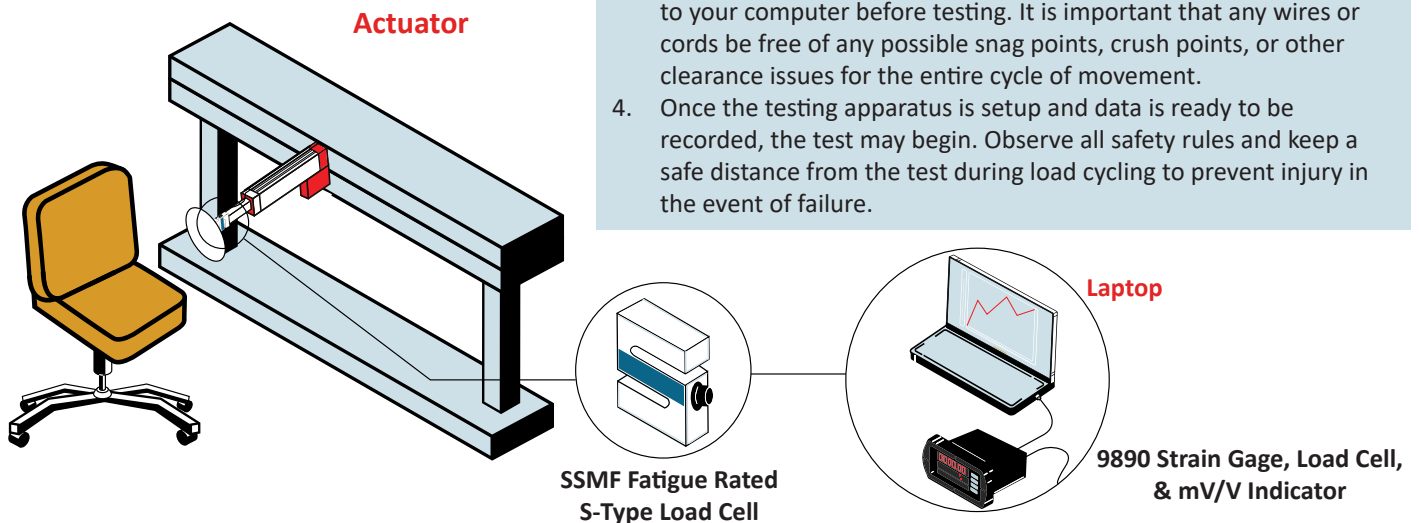 Actuator
to your computer before testing. It is important that any wires or
cords be free of any possible snag points, crush points, or other
clearance issues for the entire cycle of movement.
4. Once the testing apparatus is setup and data is ready to be
recorded, the test may begin. Observe all safety rules and keep a
safe distance from the test during load cycling to prevent injury in
the event of failure.
Laptop
SSMF Fatigue Rated
S-Type Load Cell
9890 Strain Gage, Load Cell,
& mV/V Indicator